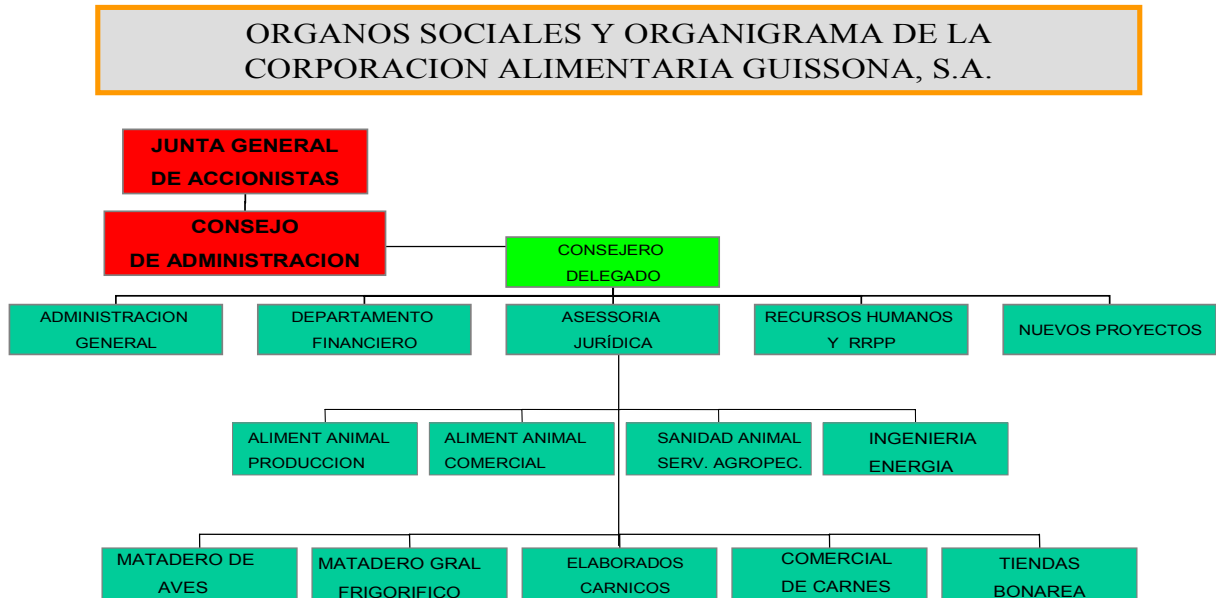 ORGANOS SOCIALES Y ORGANIGRAMA DE LA
CORPORACION ALIMENTARIA GUISSONA, S.A.
JUNTA GENERAL
DE ACCIONISTAS
CONSEJO
DE ADMINISTRACION
CONSEJERO
DELEGADO
ADMINISTRACION
GENERAL
DEPARTAMENTO
FINANCIERO
ASESSORIA
JURÍDICA
RECURSOS HUMANOS
Y RRPP
NUEVOS PROYECTOS
ALIMENT ANIMAL
PRODUCCION
ALIMENT ANIMAL
COMERCIAL
SANIDAD ANIMAL
SERV. AGROPEC.
INGENIERIA
ENERGIA
MATADERO DE
AVES
MATADERO GRAL
FRIGORIFICO
ELABORADOS
CARNICOS
COMERCIAL
DE CARNES
TIENDAS
BONAREA